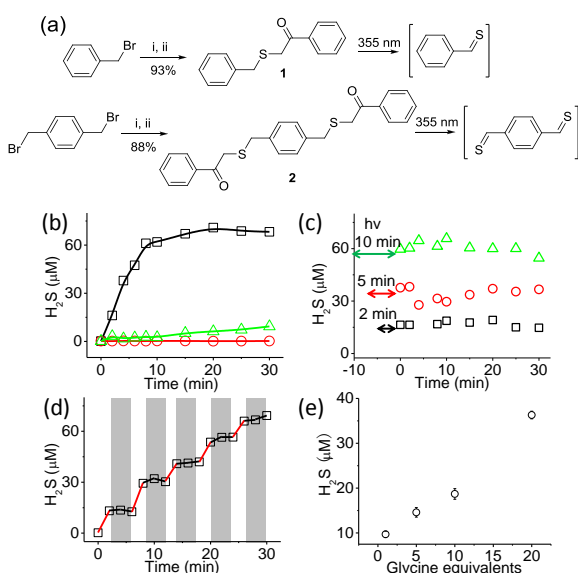 (a)
Br
i, ii
93%
S
O
1
355 nm
S
Br
Br
i, ii
88%
S
O
S
O
2
355 nm
S
S
(b)
H2S (μM)
60
30
0
0 10 20 30
Time (min)
(c)
H2S (μM)
90
60
30
0
hv
10 min
5 min
2 min
-10 0 10 20 30
Time (min)
(d)
H2S (μM)
60
30
0
0 10 20 30
Time (min)
(e)
H2S (μM)
40
30
20
10
0 5 10 15 20
Glycine equivalents